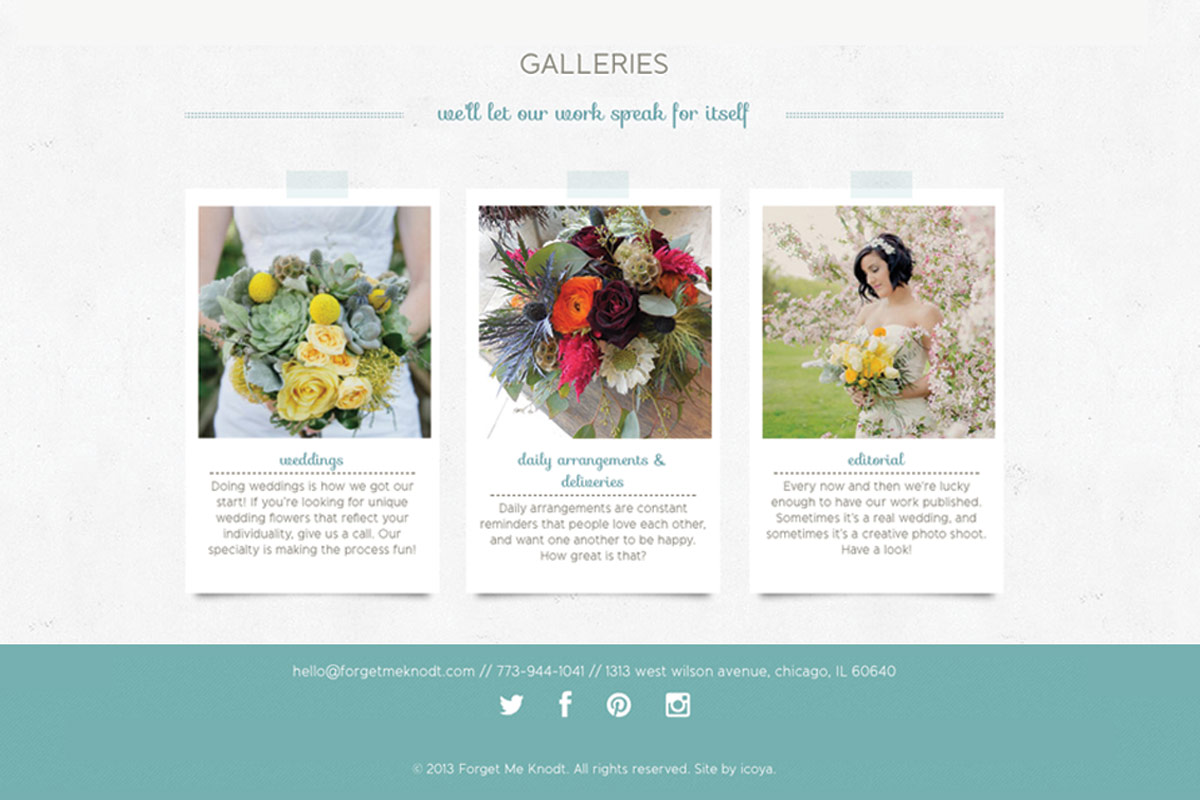 GALLERIES
we'll let our work speak for itself
weddings
Doing weddings is how we got our
start! If you're looking for unique
wedding flowers that reflect your
individuality, give us a call. Our
specialty is making the process fun!
daily arrangements &
deliveries
Daily arrangements are constant
reminders that people love each other,
and want one another to be happy.
How great is that?
editorial
Every now and then we're lucky
enough to have our work published.
Sometimes it's a real wedding, and
sometimes it's a creative photo shoot.
Have a look!
hello@forgetmeknodt.com // 773-944-1041 // 1313 west wilson avenue, chicago, IL 60640
© 2013 Forget Me Knodt. All rights reserved. Site by icoya.